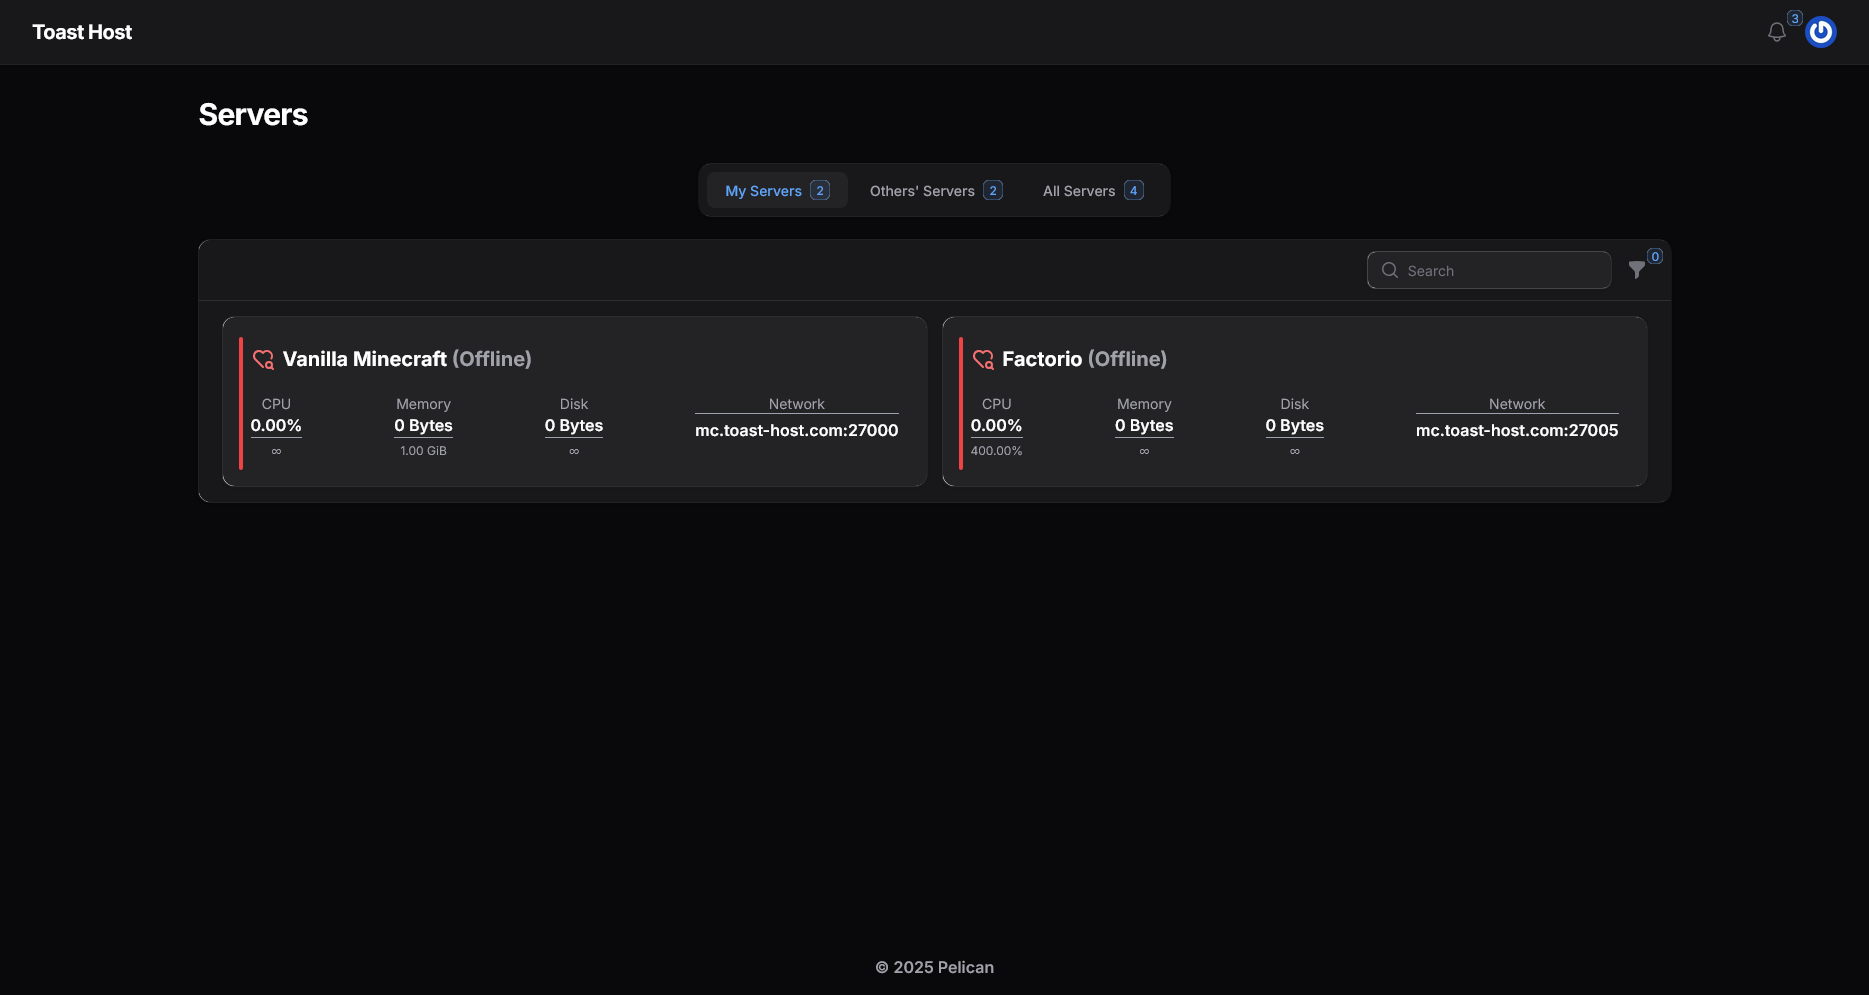 Toast Host
3
Servers
My Servers 2 Others' Servers 2 All Servers 4
Search
0
Vanilla Minecraft (Offline)
CPU Memory Disk Network
0.00% 0 Bytes 0 Bytes mc.toast-host.com:27000
∞ 1.00 GiB ∞
Factorio (Offline)
CPU Memory Disk Network
0.00% 0 Bytes 0 Bytes mc.toast-host.com:27005
400.00% ∞ ∞
© 2025 Pelican